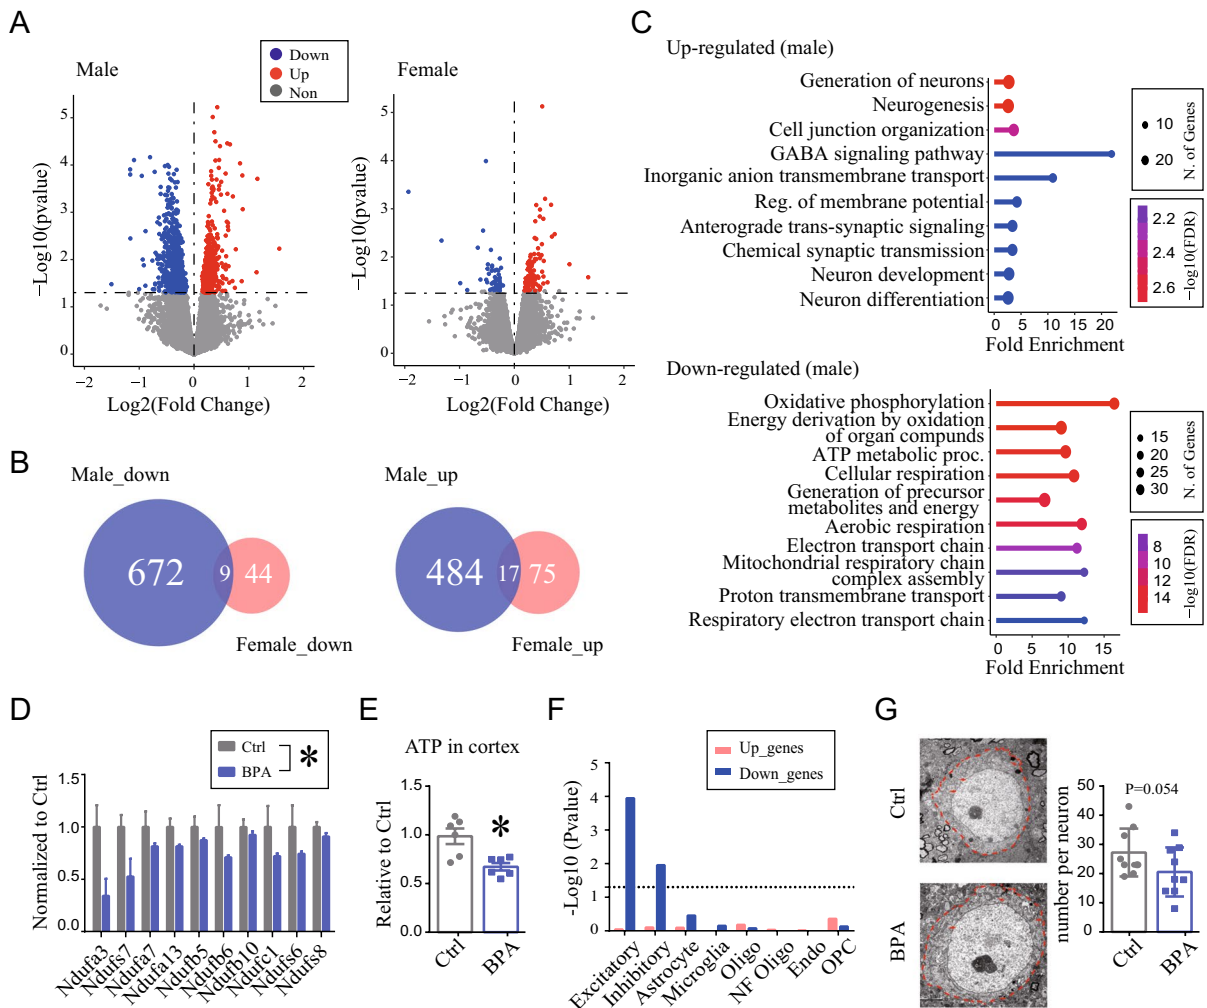 A
Male
Down
Up
Non
Female
−Log10(pvalue)
5
4
3
2
1
0
−2
−1
0
1
2
Log2(Fold Change)
−Log10(pvalue)
5
4
3
2
1
0
−2
−1
0
1
2
Log2(Fold Change)
B
Male_down
672
9
44
Female_down
Male_up
484
17
75
Female_up
C
Up-regulated (male)
Generation of neurons
Neurogenesis
Cell junction organization
GABA signaling pathway
Inorganic anion transmembrane transport
Reg. of membrane potential
Anterograde trans-synaptic signaling
Chemical synaptic transmission
Neuron development
Neuron differentiation
0 5 10 15 20
Fold Enrichment
10
20
N. of Genes
2.2
2.4
2.6
−log10(FDR)
Down-regulated (male)
Oxidative phosphorylation
Energy derivation by oxidation
of organ compunds
ATP metabolic proc.
Cellular respiration
Generation of precursor
metabolites and energy
Aerobic respiration
Electron transport chain
Mitochondrial respiratory chain
complex assembly
Proton transmembrane transport
Respiratory electron transport chain
0 5 10 15
Fold Enrichment
15
20
25
30
N. of Genes
8
10
12
14
−log10(FDR)
D
Ctrl
BPA
*
Normalized to Ctrl
1.5
1.0
0.5
0.0
Ndufa3
Ndufs7
Ndufa7
Ndufa13
Ndufb5
Ndufb6
Ndufb10
Ndufc1
Ndufs6
Ndufs8
E
ATP in cortex
Relative to Ctrl
1.5
1.0
0.5
0.0
*
Ctrl
BPA
F
Up_genes
Down_genes
-Log10 (Pvalue)
5
4
3
2
1
0
Excitatory
Inhibitory
Astrocyte
Microglia
Oligo
NF Oligo
Endo
OPC
G
Ctrl
BPA
number per neuron
50
40
30
20
10
0
P=0.054
Ctrl
BPA